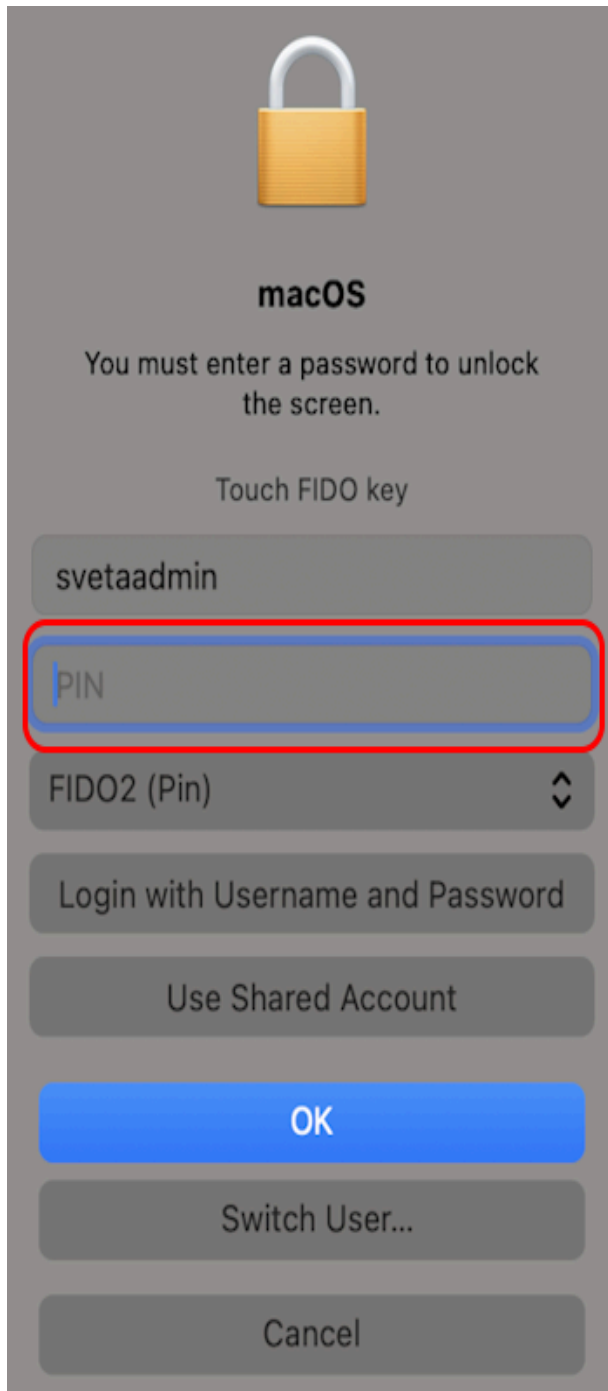 macOS
You must enter a password to unlock
the screen.
Touch FIDO key
svetaadmin
PIN
FIDO2 (Pin)
Login with Username and Password
Use Shared Account
OK
Switch User...
Cancel